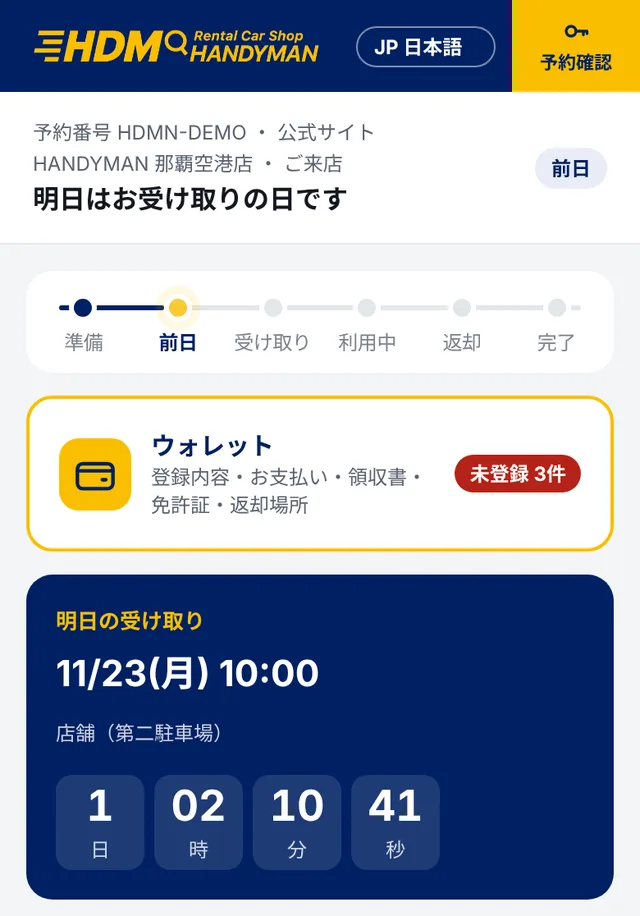 HDM Rental Car Shop
HANDYMAN
JP 日本語
予約確認
予約番号 HDMN-DEMO ・ 公式サイト
HANDYMAN 那覇空港店 ・ ご来店
明日はお受け取りの日です
前日
準備 前日 受け取り 利用中 返却 完了
ウォレット
登録内容・お支払い・領収書・
免許証・返却場所
未登録 3件
明日の受け取り
11/23(月) 10:00
店舗（第二駐車場）
1 02 10 41
日 時 分 秒